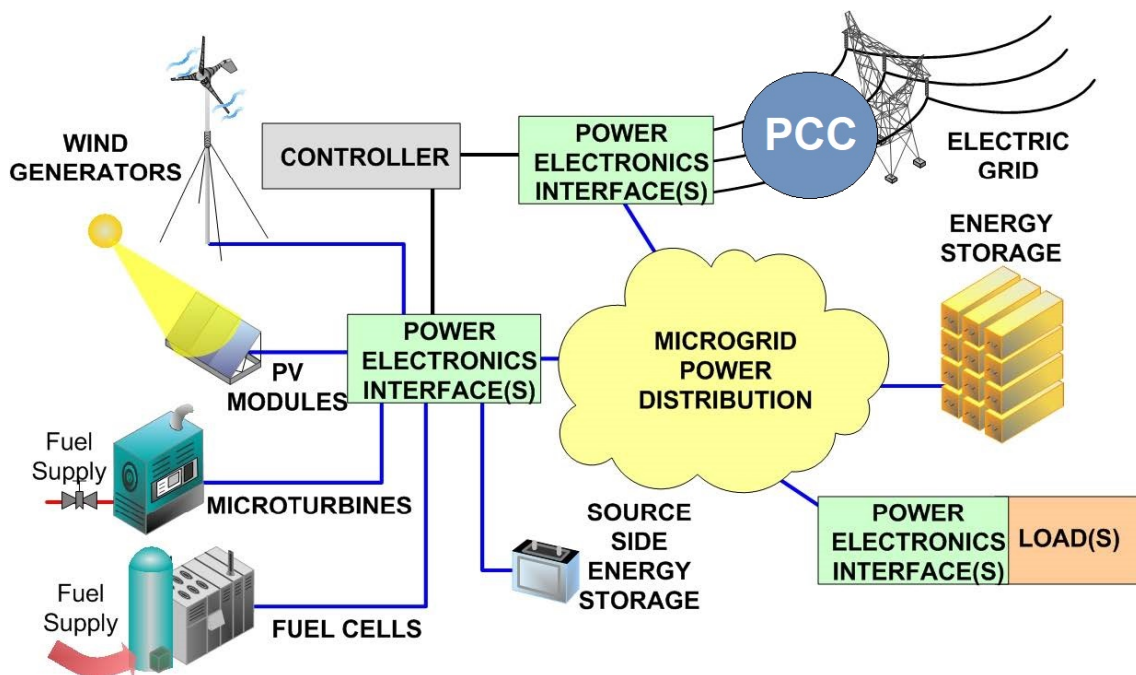 WIND
GENERATORS
CONTROLLER
POWER
ELECTRONICS
INTERFACE(S)
PCC
ELECTRIC
GRID
ENERGY
STORAGE
POWER
ELECTRONICS
INTERFACE(S)
PV
MODULES
MICROGRID
POWER
DISTRIBUTION
Fuel
Supply
MICROTURBINES
SOURCE
SIDE
ENERGY
STORAGE
POWER
ELECTRONICS
INTERFACE(S)
LOAD(S)
Fuel
Supply
FUEL CELLS